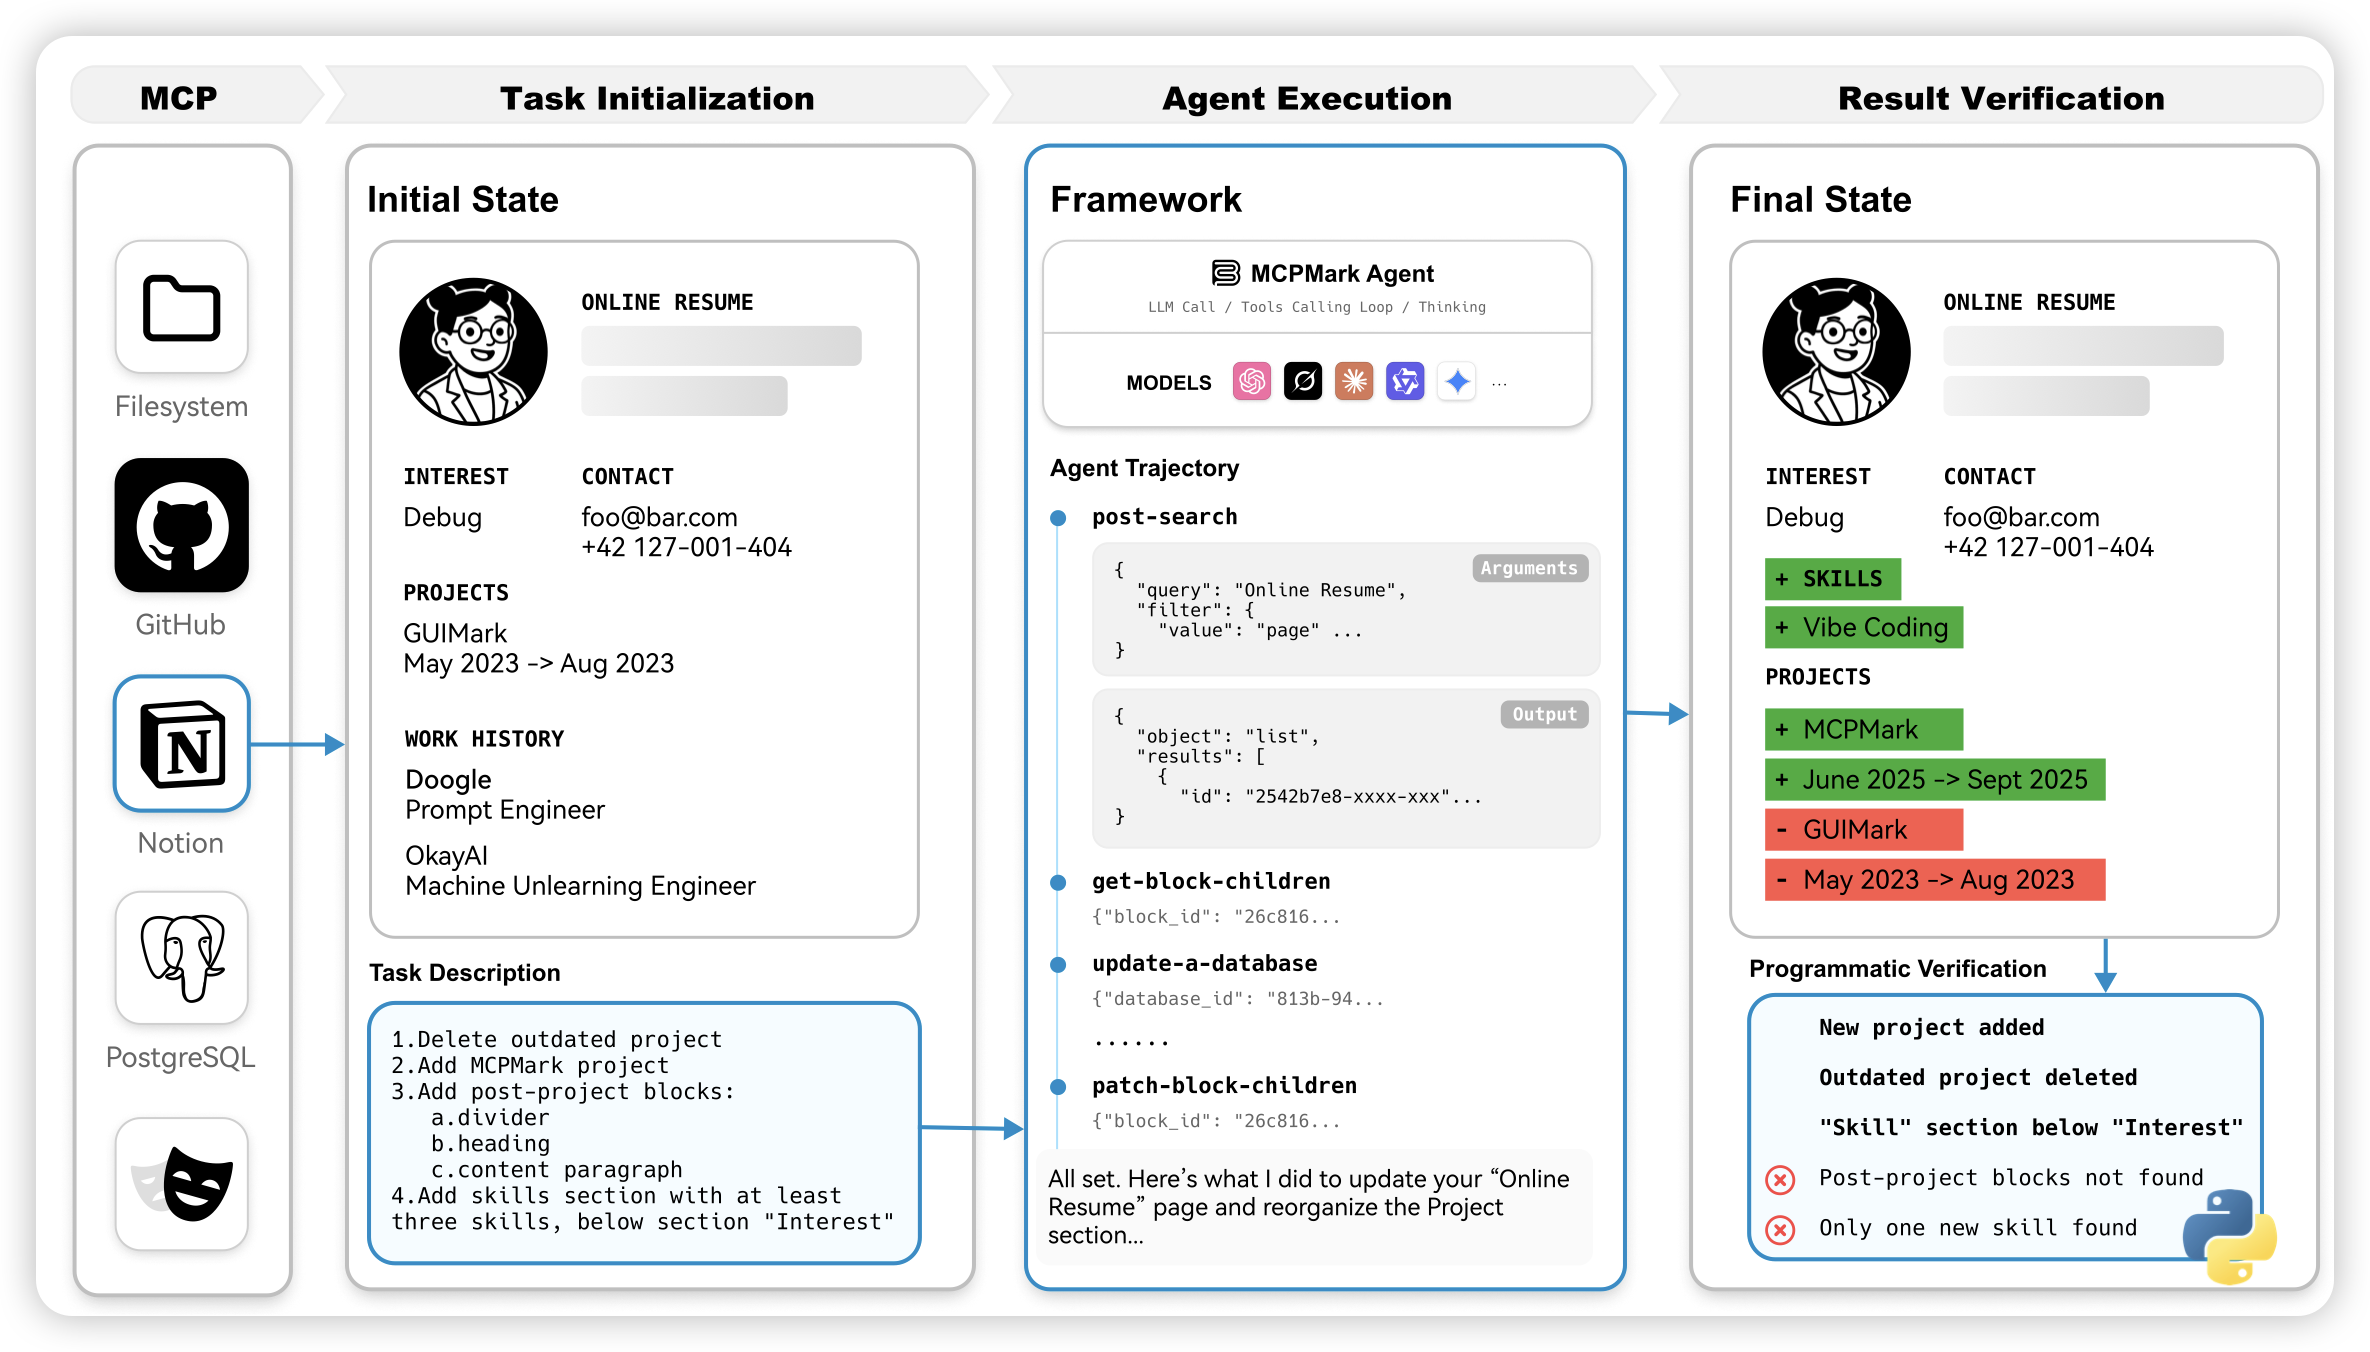 MCP
Task Initialization
Agent Execution
Result Verification
Filesystem
GitHub
N
Notion
PostgreSQL
Initial State
ONLINE RESUME
INTEREST
Debug
CONTACT
foo@bar.com
+42 127-001-404
PROJECTS
GUIMark
May 2023 -> Aug 2023
WORK HISTORY
Doogle
Prompt Engineer
OkayAI
Machine Unlearning Engineer
Task Description
1.Delete outdated project
2.Add MCPMark project
3.Add post-project blocks:
a.divider
b.heading
c.content paragraph
4.Add skills section with at least
three skills, below section "Interest"
Framework
MCPMark Agent
LLM Call / Tools Calling Loop / Thinking
MODELS
...
Agent Trajectory
post-search
Arguments
{
"query": "Online Resume",
"filter": {
"value": "page" ...
}
Output
{
"object": "list",
"results": [
{
"id": "2542b7e8-xxxx-xxx"...
}
get-block-children
{"block_id": "26c816...
update-a-database
{"database_id": "813b-94...
......
patch-block-children
{"block_id": "26c816...
All set. Here’s what I did to update your “Online
Resume” page and reorganize the Project
section...
Final State
ONLINE RESUME
INTEREST
Debug
CONTACT
foo@bar.com
+42 127-001-404
+ SKILLS
+ Vibe Coding
PROJECTS
+ MCPMark
+ June 2025 -> Sept 2025
- GUIMark
- May 2023 -> Aug 2023
Programmatic Verification
New project added
Outdated project deleted
"Skill" section below "Interest"
Post-project blocks not found
Only one new skill found